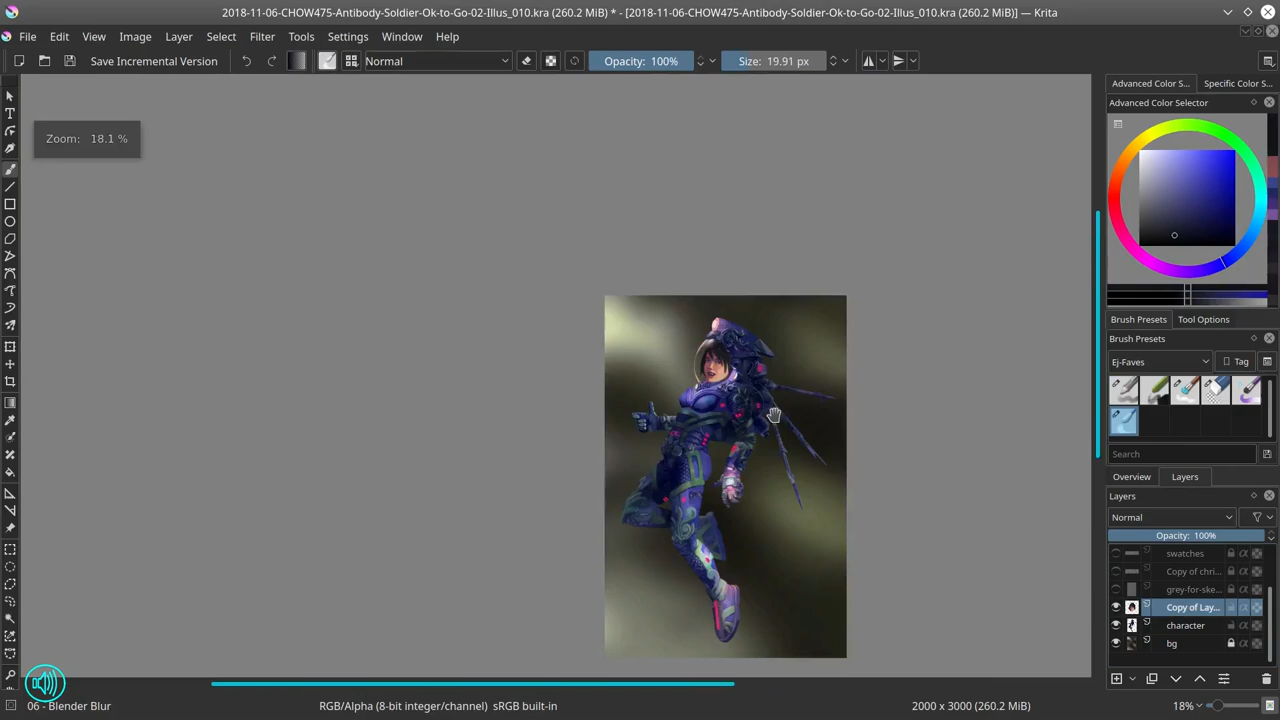 2018-11-06-CHOW475-Antibody-Soldier-Ok-to-Go-02-Illus_010.kra (260.2 MiB) * - [2018-11-06-CHOW475-Antibody-Soldier-Ok-to-Go-02-Illus_010.kra (260.2 MiB)] — Krita
File Edit View Image Layer Select Filter Tools Settings Window Help
Save Incremental Version Normal Opacity: 100% Size: 19.91 px
Advanced Color S... Specific Color S...
Advanced Color Selector
Zoom: 18.1 %
Brush Presets Tool Options
Brush Presets
Ej-Faves Tag
Search
Overview Layers
Layers
Normal
Opacity: 100%
swatches
Copy of chri...
grey-for-ske...
Copy of Lay...
character
bg
06 - Blender Blur RGB/Alpha (8-bit integer/channel) sRGB built-in 2000 x 3000 (260.2 MiB) 18%